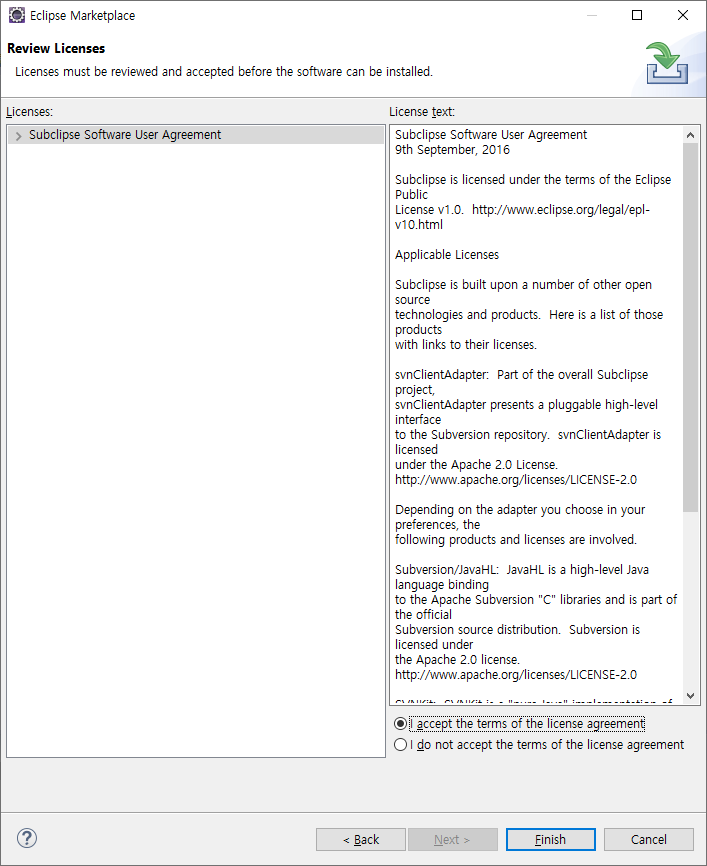 Eclipse Marketplace
Review Licenses
Licenses must be reviewed and accepted before the software can be installed.
Licenses:
Subclipse Software User Agreement
License text:
Subclipse Software User Agreement
9th September, 2016
Subclipse is licensed under the terms of the Eclipse
Public
License v1.0.  http://www.eclipse.org/legal/epl-
v10.html
Applicable Licenses
Subclipse is built upon a number of other open
source
technologies and products.  Here is a list of those
products
with links to their licenses.
svnClientAdapter:  Part of the overall Subclipse
project,
svnClientAdapter presents a pluggable high-level
interface
to the Subversion repository.  svnClientAdapter is
licensed
under the Apache 2.0 License.
http://www.apache.org/licenses/LICENSE-2.0
Depending on the adapter you choose in your
preferences, the
following products and licenses are involved.
Subversion/JavaHL:  JavaHL is a high-level Java
language binding
to the Apache Subversion "C" libraries and is part of
the official
Subversion source distribution.  Subversion is
licensed under
the Apache 2.0 license.
http://www.apache.org/licenses/LICENSE-2.0
SVNKit:  SVNKit is a "pure Java" implementation of
I accept the terms of the license agreement
I do not accept the terms of the license agreement
< Back
Next >
Finish
Cancel